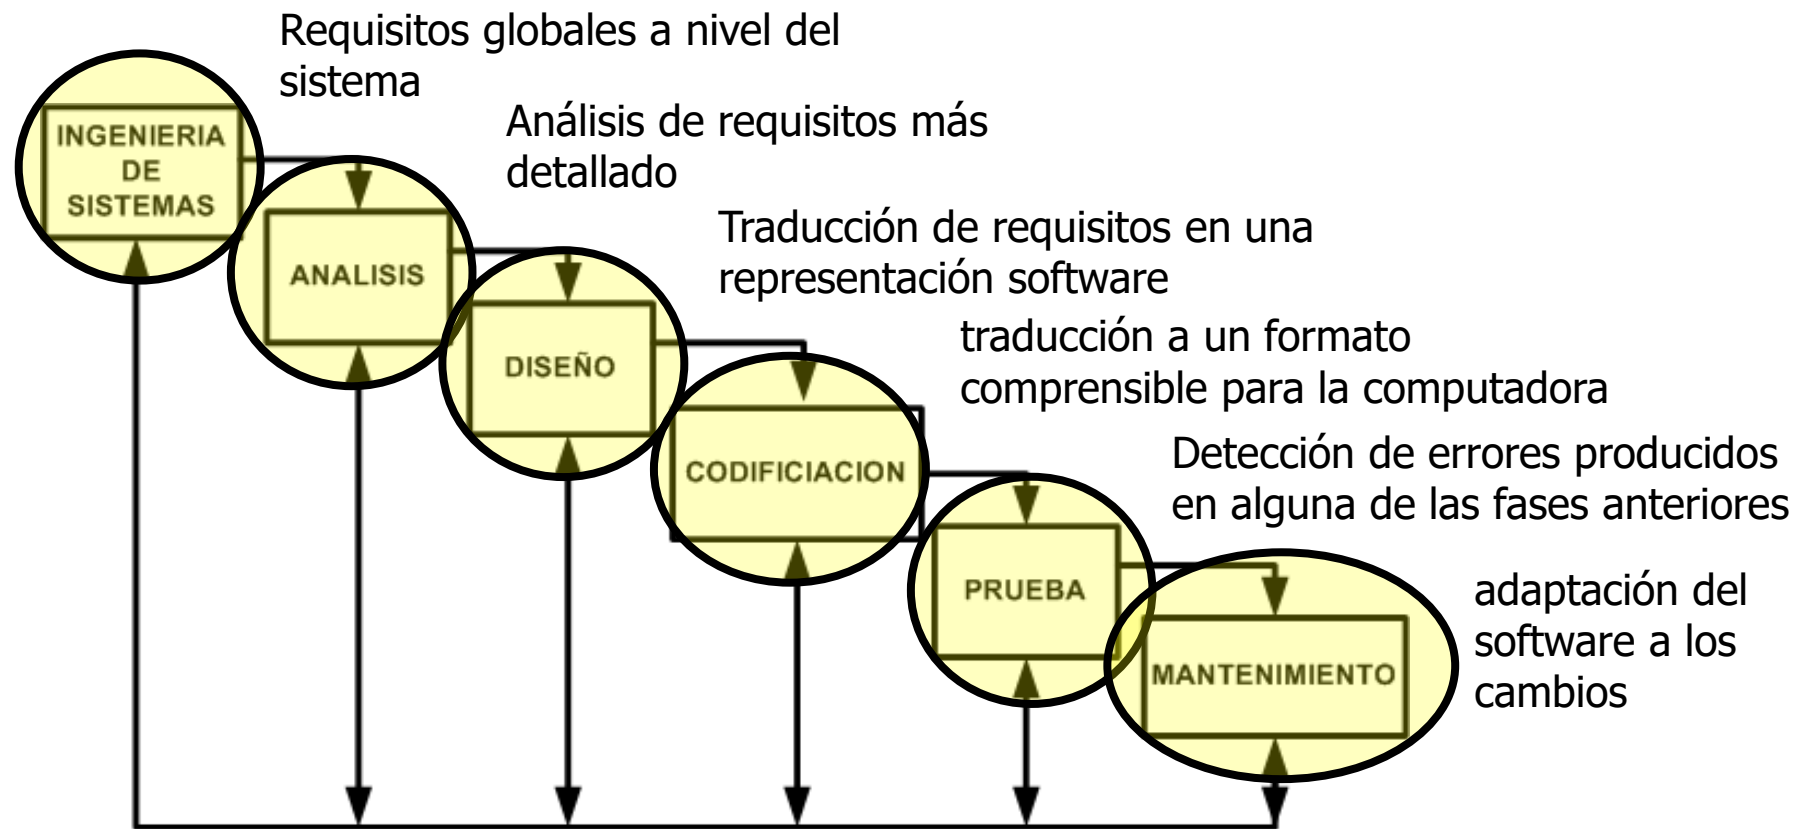 Requisitos globales a nivel del
sistema
INGENIERIA
DE
SISTEMAS
Análisis de requisitos más
detallado
ANALISIS
Traducción de requisitos en una
representación software
DISEÑO
traducción a un formato
comprensible para la computadora
CODIFICIACION
Detección de errores producidos
en alguna de las fases anteriores
PRUEBA
adaptación del
software a los
cambios
MANTENIMIENTO